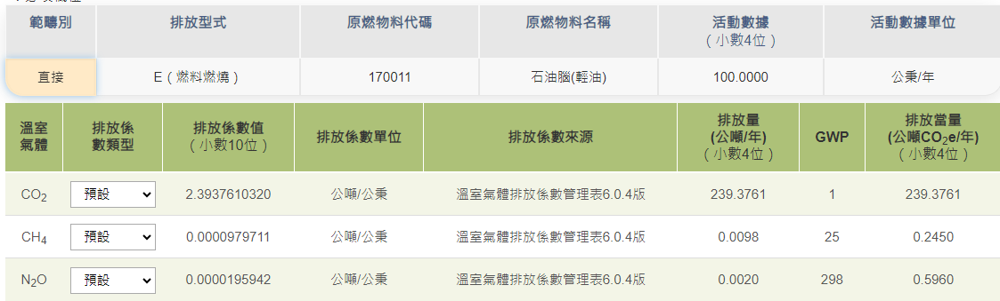 範疇別 排放型式 原燃物料代碼 原燃物料名稱 活動數據 活動數據單位
（小數4位）
直接 E（燃料燃燒） 170011 石油腦(輕油) 100.0000 公秉/年
溫室 排放係 排放係數值 排放係數單位 排放係數來源 排放量 GWP 排放當量
氣體 數類型 （小數10位） (公噸/年) (公噸CO2e/年)
（小數4位） （小數4位）
CO2 預設 2.3937610320 公噸/公秉 溫室氣體排放係數管理表6.0.4版 239.3761 1 239.3761
CH4 預設 0.0000979711 公噸/公秉 溫室氣體排放係數管理表6.0.4版 0.0098 25 0.2450
N2O 預設 0.0000195942 公噸/公秉 溫室氣體排放係數管理表6.0.4版 0.0020 298 0.5960